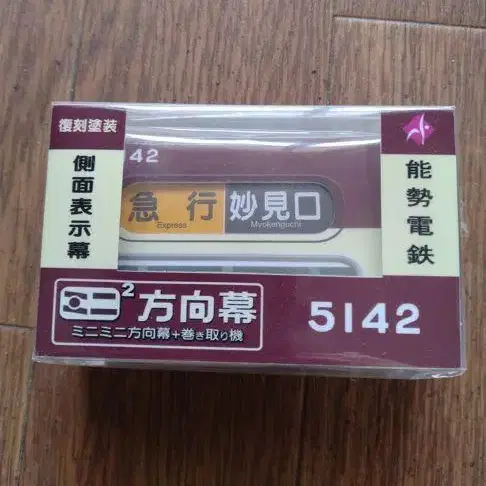 復刻塗装
側面表示幕
42
急行
Express
妙見口
Myokenguchi
能勢電鉄
2
方向幕
ミニミニ方向幕+巻き取り機
5142